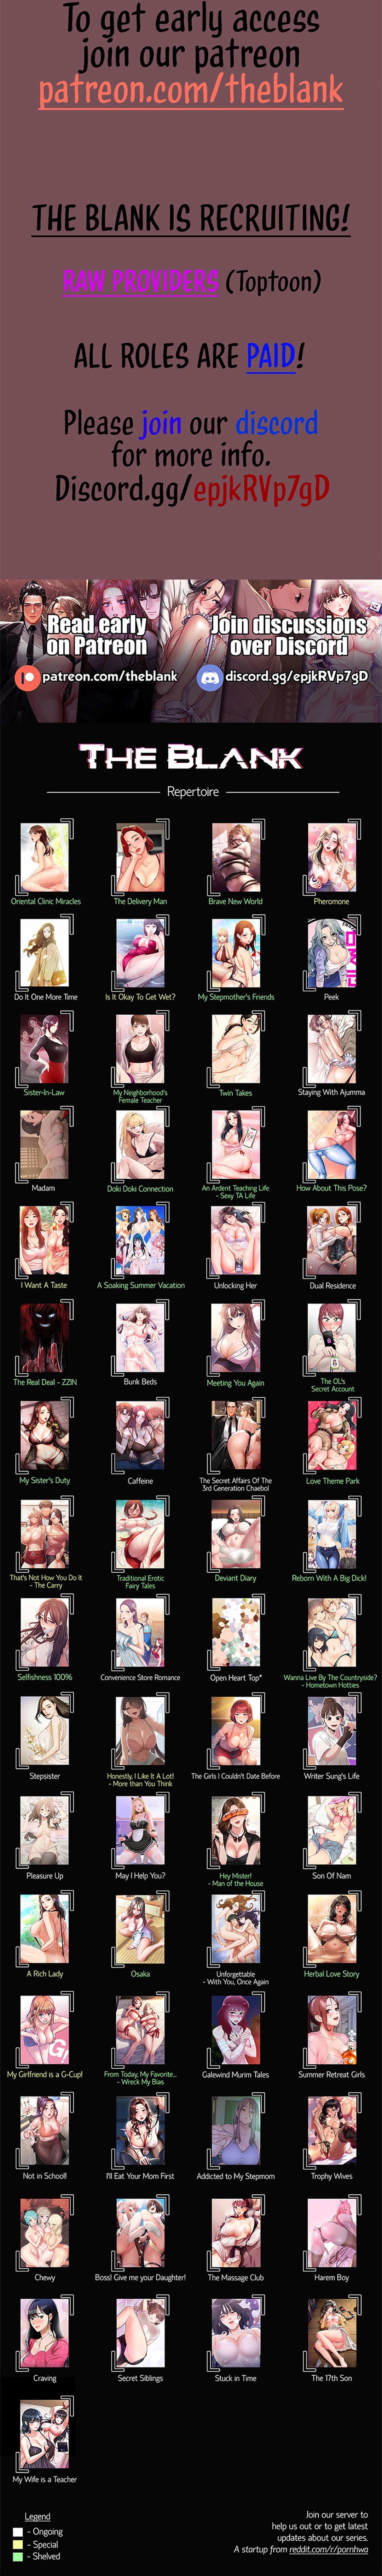 To get early access
join our patreon
patreon.com/theblank
THE BLANK IS RECRUITING!
RAW PROVIDERS (Toptoon)
ALL ROLES ARE PAID!
Please join our discord
for more info.
Discord.gg/epjkRVp7gD
Read early
on Patreon
patreon.com/theblank
Join discussions
over Discord
discord.gg/epjkRVp7gD
THE BLANK
Repertoire
Oriental Clinic Miracles
The Delivery Man
Brave New World
Pheromone
Do It One More Time
Is It Okay To Get Wet?
My Stepmother's Friends
Peek
Sister-In-Law
My Neighborhood's
Female Teacher
Twin Takes
Staying With Ajumma
Madam
Doki Doki Connection
An Ardent Teaching Life
- Sexy TA Life
How About This Pose?
I Want A Taste
A Soaking Summer Vacation
Unlocking Her
Dual Residence
The Real Deal - ZZIN
Bunk Beds
Meeting You Again
The OL's
Secret Account
My Sister's Duty
Caffeine
The Secret Affairs Of The
3rd Generation Chaebol
Love Theme Park
That's Not How You Do It
- The Carry
Traditional Erotic
Fairy Tales
Deviant Diary
Reborn With A Big Dick!
Selfishness 100%
Convenience Store Romance
Open Heart Top*
Wanna Live By The Countryside?
- Hometown Hotties
Stepsister
Honestly, I Like It A Lot!
- More than You Think
The Girls I Couldn't Date Before
Writer Sung's Life
Pleasure Up
May I Help You?
Hey Mister!
- Man of the House
Son Of Nam
A Rich Lady
Osaka
Unforgettable
- With You, Once Again
Herbal Love Story
My Girlfriend is a G-Cup!
From Today, My Favorite...
- Wreck My Bias
Galewind Murim Tales
Summer Retreat Girls
Not in School!
I'll Eat Your Mom First
Addicted to My Stepmom
Trophy Wives
Chewy
Boss! Give me your Daughter!
The Massage Club
Harem Boy
Craving
Secret Siblings
Stuck in Time
The 17th Son
My Wife is a Teacher
Legend
- Ongoing
- Special
- Shelved
Join our server to
help us out or to get latest
updates about our series.
A startup from reddit.com/r/pornhwa